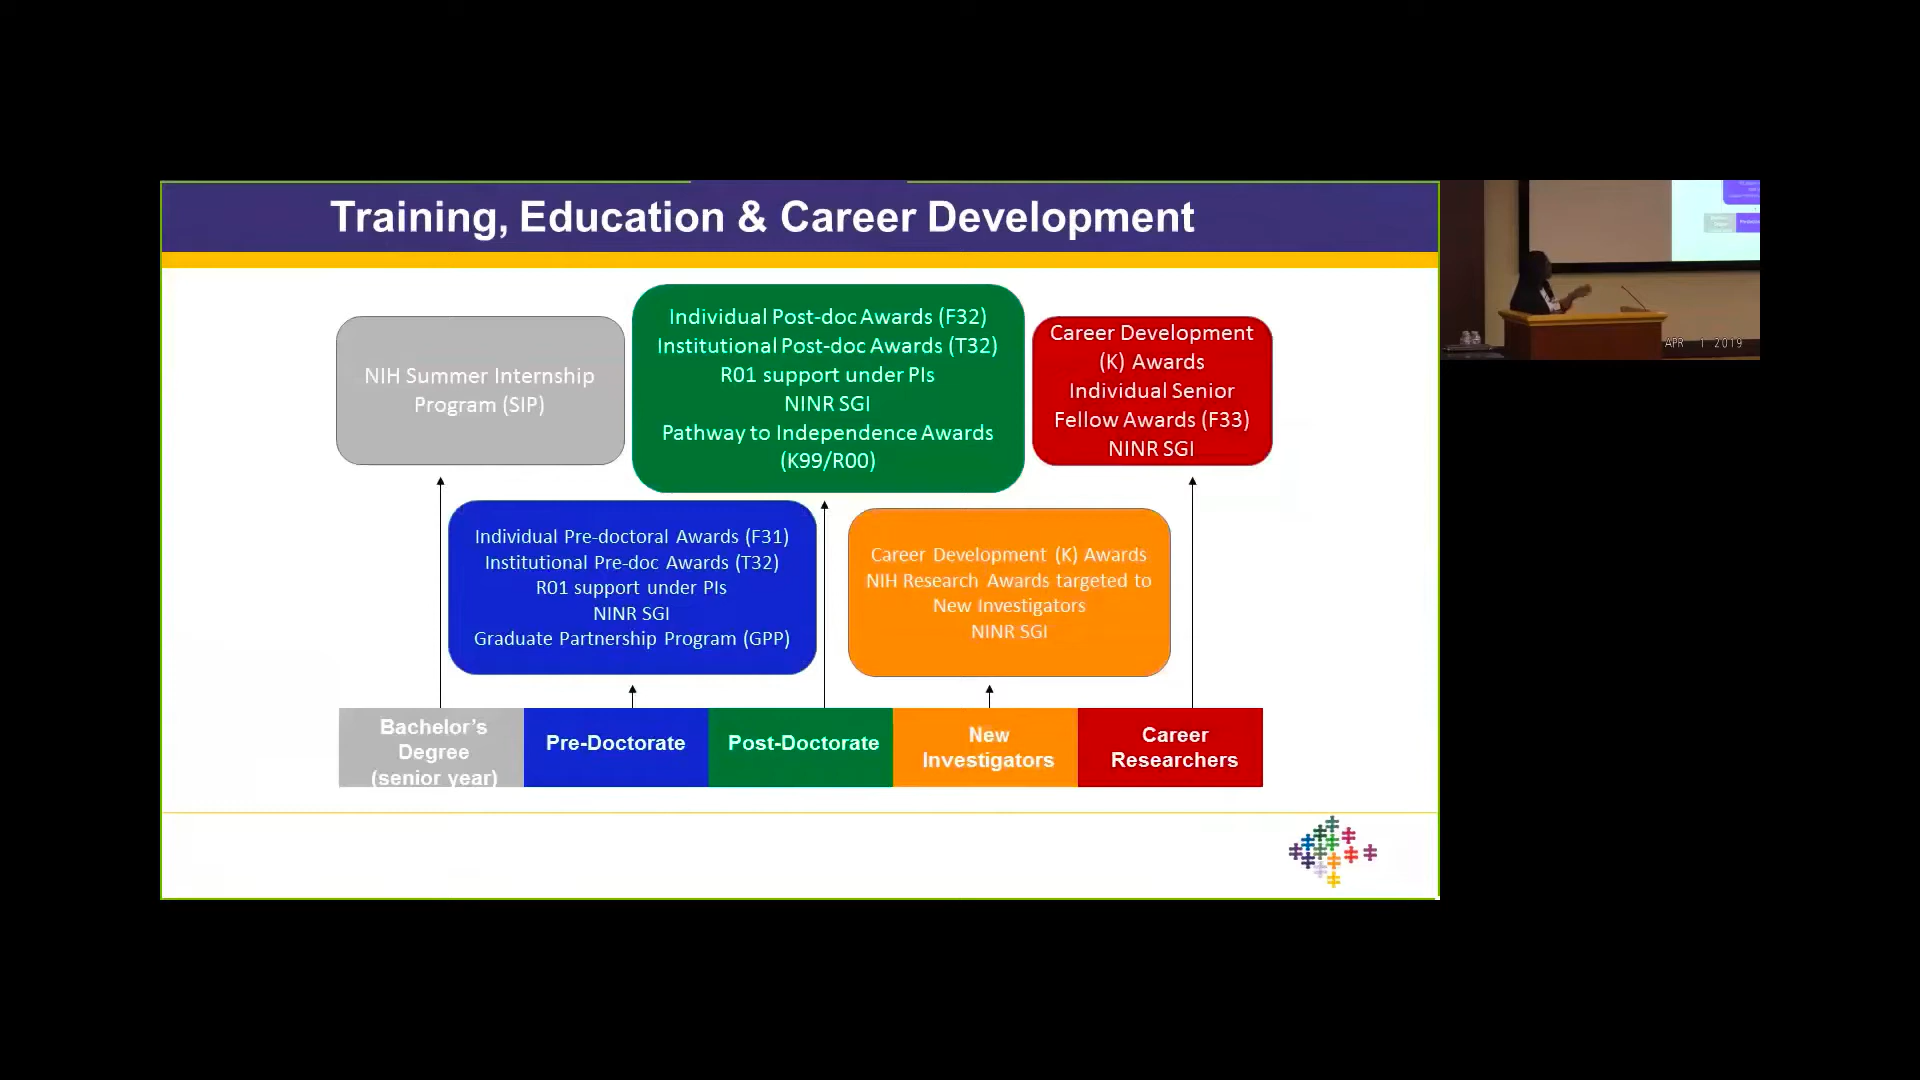 Training, Education & Career Development
NIH Summer Internship
Program (SIP)
Individual Post-doc Awards (F32)
Institutional Post-doc Awards (T32)
R01 support under PIs
NINR SGI
Pathway to Independence Awards
(K99/R00)
Career Development
(K) Awards
Individual Senior
Fellow Awards (F33)
NINR SGI
Individual Pre-doctoral Awards (F31)
Institutional Pre-doc Awards (T32)
R01 support under PIs
NINR SGI
Graduate Partnership Program (GPP)
Career Development (K) Awards
NIH Research Awards targeted to
New Investigators
NINR SGI
Bachelor's
Degree
(senior year)
Pre-Doctorate
Post-Doctorate
New
Investigators
Career
Researchers
APR 1 2019